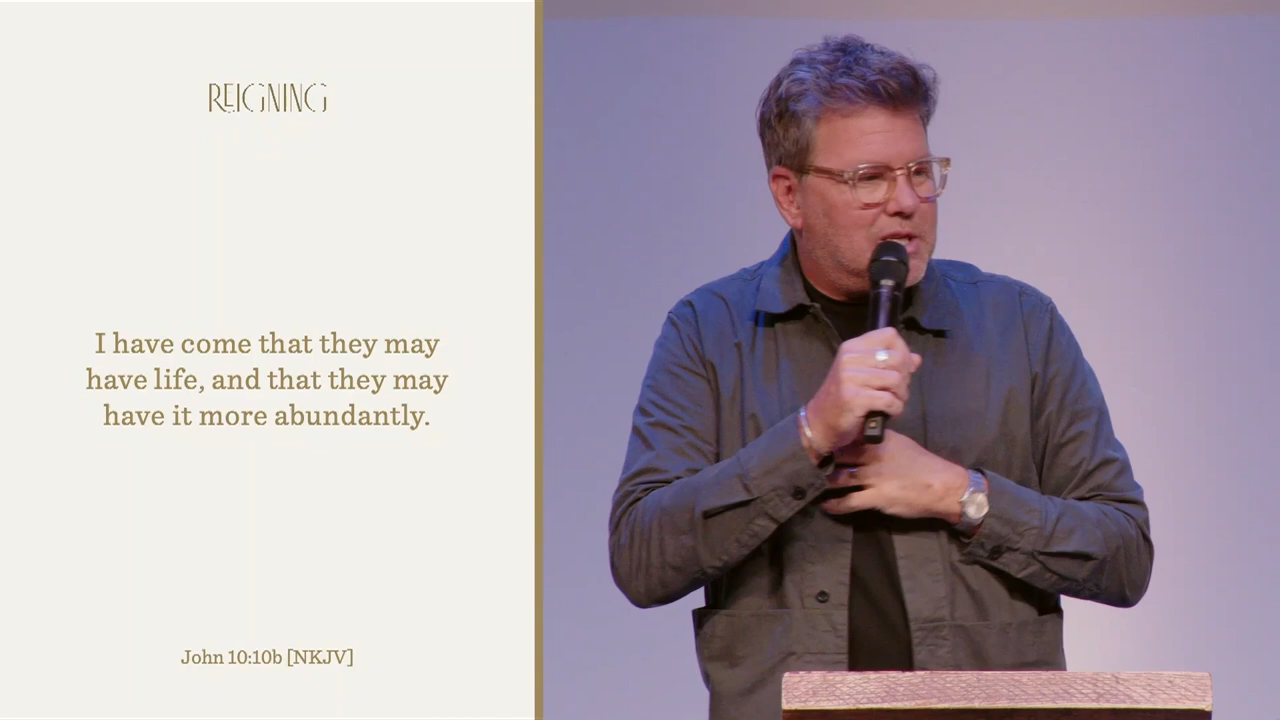 REIGNING
I have come that they may
have life, and that they may
have it more abundantly.
John 10:10b [NKJV]